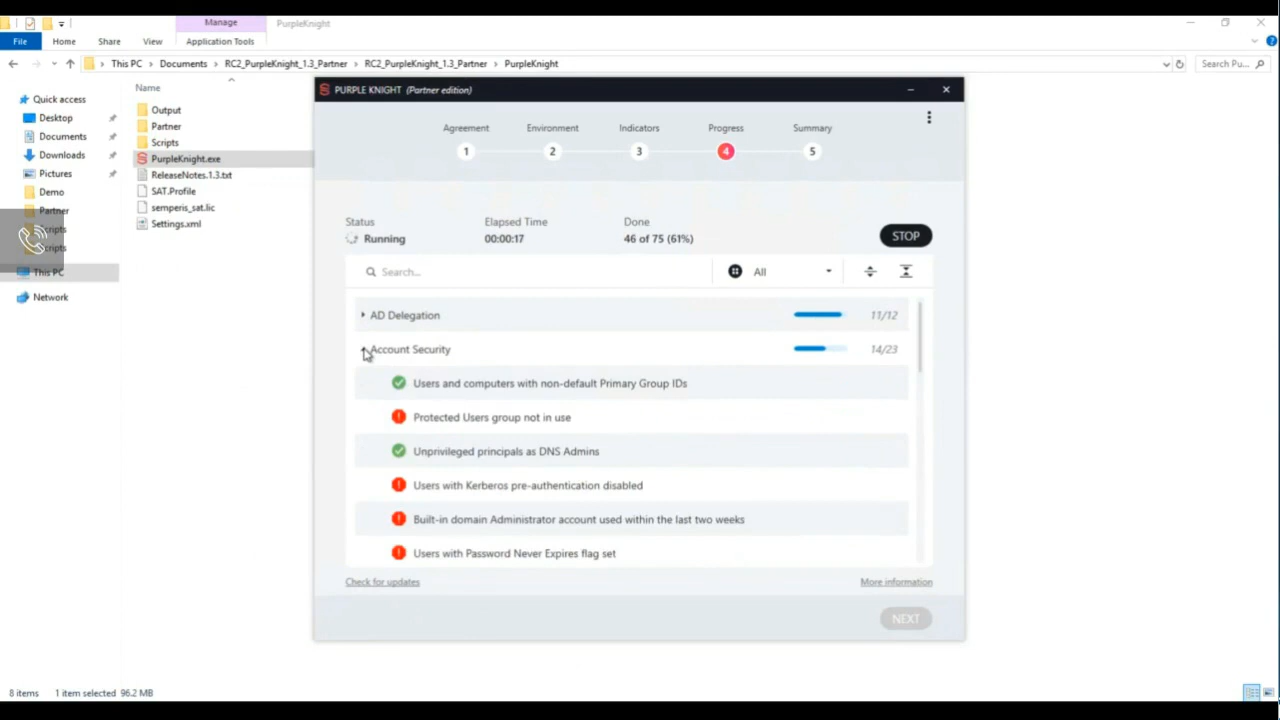 Manage
PurpleKnight
File
Home
Share
View
Application Tools
This PC
Documents
RC2_PurpleKnight_1.3_Partner
RC2_PurpleKnight_1.3_Partner
PurpleKnight
Search Pu...
Quick access
Desktop
Documents
Downloads
Pictures
Demo
Partner
This PC
Network
Name
Output
Partner
Scripts
PurpleKnight.exe
ReleaseNotes.1.3.txt
SAT.Profile
semperis_sat.lic
Settings.xml
PURPLE KNIGHT (Partner edition)
Agreement
Environment
Indicators
Progress
Summary
1
2
3
4
5
Status
Elapsed Time
Done
Running
00:00:17
46 of 75 (61%)
STOP
Search...
All
AD Delegation
11/12
Account Security
14/23
Users and computers with non-default Primary Group IDs
Protected Users group not in use
Unprivileged principals as DNS Admins
Users with Kerberos pre-authentication disabled
Built-in domain Administrator account used within the last two weeks
Users with Password Never Expires flag set
Check for updates
More information
NEXT
8 items
1 item selected 96.2 MB